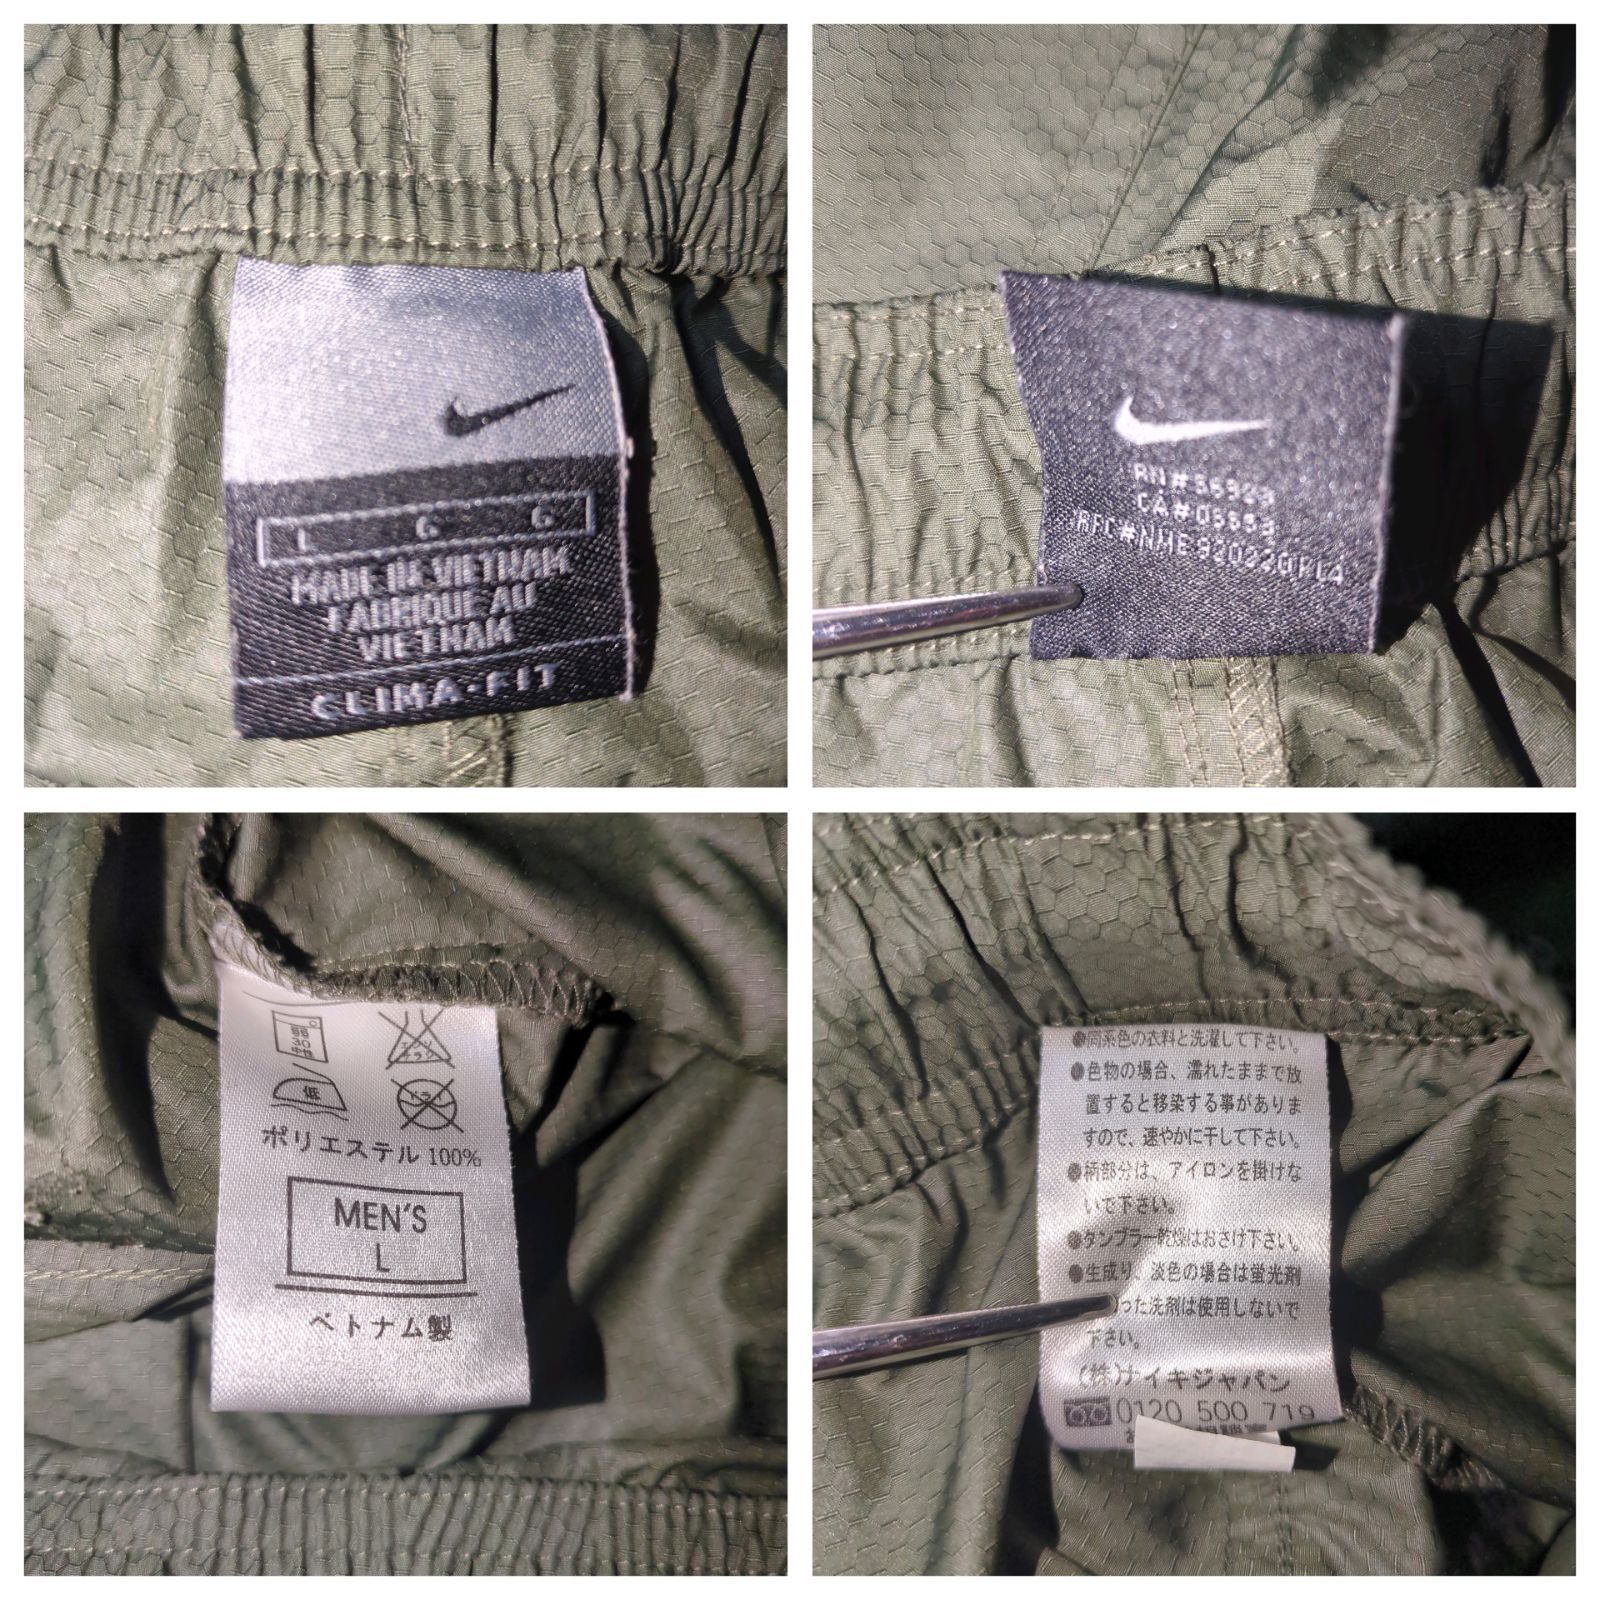 L G G
MADE IN VIETNAM
FABRIQUE AU
VIETNAM
CLIMA-FIT
RN#56323
CA#05553
RFC#NME920220PL4
低
ポリエステル 100%
MEN'S
L
ベトナム製
●同系色の衣料と洗濯して下さい。
●色物の場合、濡れたままで放
置すると移染する事がありま
すので、速やかに干して下さい。
●柄部分は、アイロンを掛けな
いで下さい。
●タンブラー乾燥はおさけ下さい。
●生成り、淡色の場合は蛍光剤
った洗剤は使用しないで
下さい。
(株)ナイキジャパン
0120 500 719